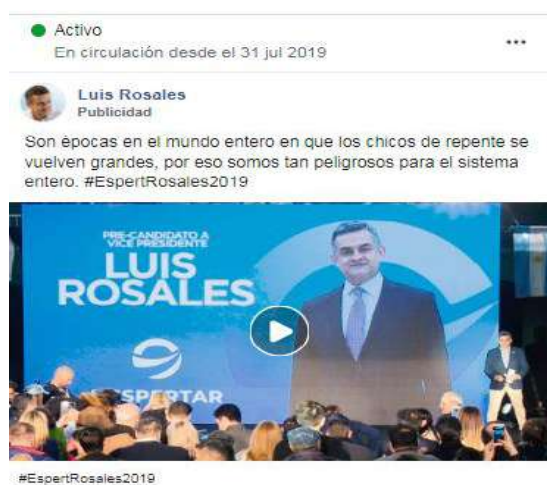 Activo
En circulación desde el 31 jul 2019
...
Luis Rosales
Publicidad
Son épocas en el mundo entero en que los chicos de repente se
vuelven grandes, por eso somos tan peligrosos para el sistema
entero. #EspertRosales2019
PRE-CANDIDATO A
VICE PRESIDENTE
LUIS
ROSALES
DESPERTAR
#EspertRosales2019